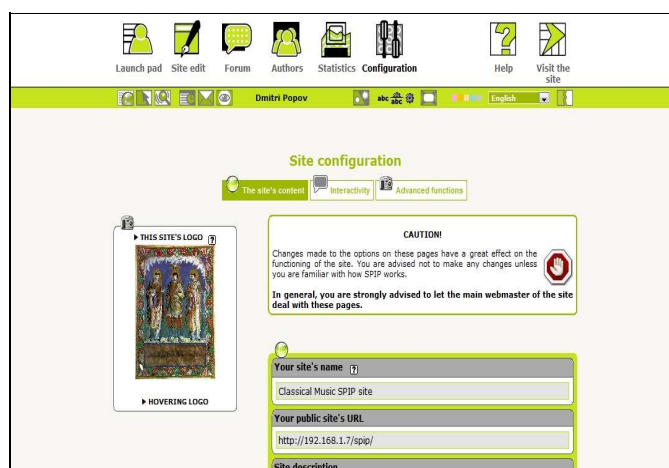 Launch pad Site edit Forum Authors Statistics Configuration Help Visit the
site
Dmitri Popov abc abc English
Site configuration
The site's content Interactivity Advanced functions
THIS SITE'S LOGO ?
HOVERING LOGO
CAUTION!
Changes made to the options on these pages have a great effect on the
functioning of the site. You are advised not to make any changes unless
you are familiar with how SPIP works.
In general, you are strongly advised to let the main webmaster of the site
deal with these pages.
Your site's name ?
Classical Music SPIP site
Your public site's URL
http://192.168.1.7/spip/
Site description